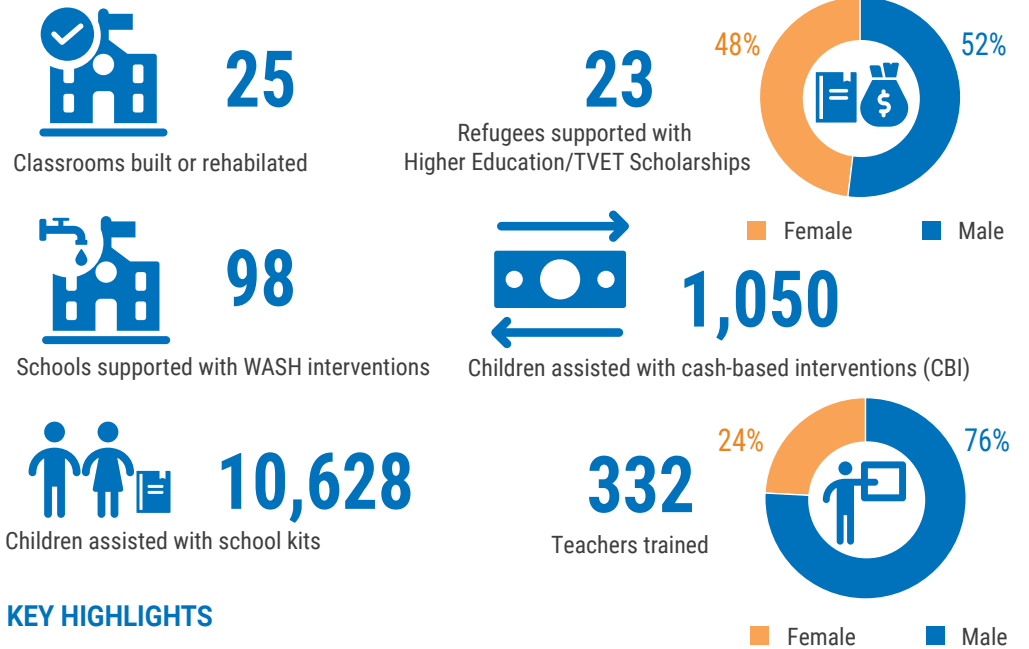 25
Classrooms built or rehabilated
23
Refugees supported with
Higher Education/TVET Scholarships
48%
52%
$
Female
Male
98
Schools supported with WASH interventions
1,050
Children assisted with cash-based interventions (CBI)
10,628
Children assisted with school kits
332
Teachers trained
24%
76%
Female
Male
KEY HIGHLIGHTS